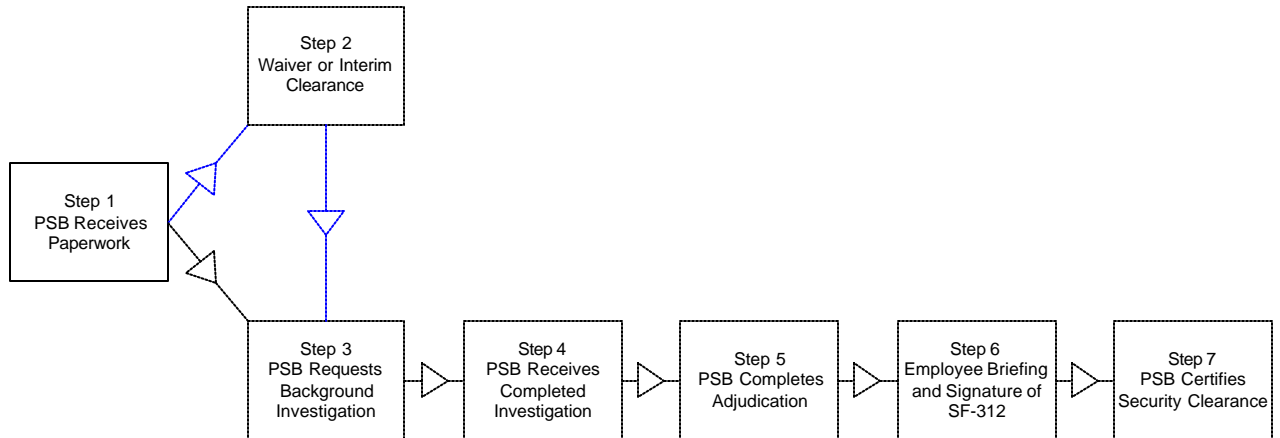 Step 2
Waiver or Interim
Clearance
Step 1
PSB Receives
Paperwork
Step 3
PSB Requests
Background
Investigation
Step 4
PSB Receives
Completed
Investigation
Step 5
PSB Completes
Adjudication
Step 6
Employee Briefing
and Signature of
SF-312
Step 7
PSB Certifies
Security Clearance